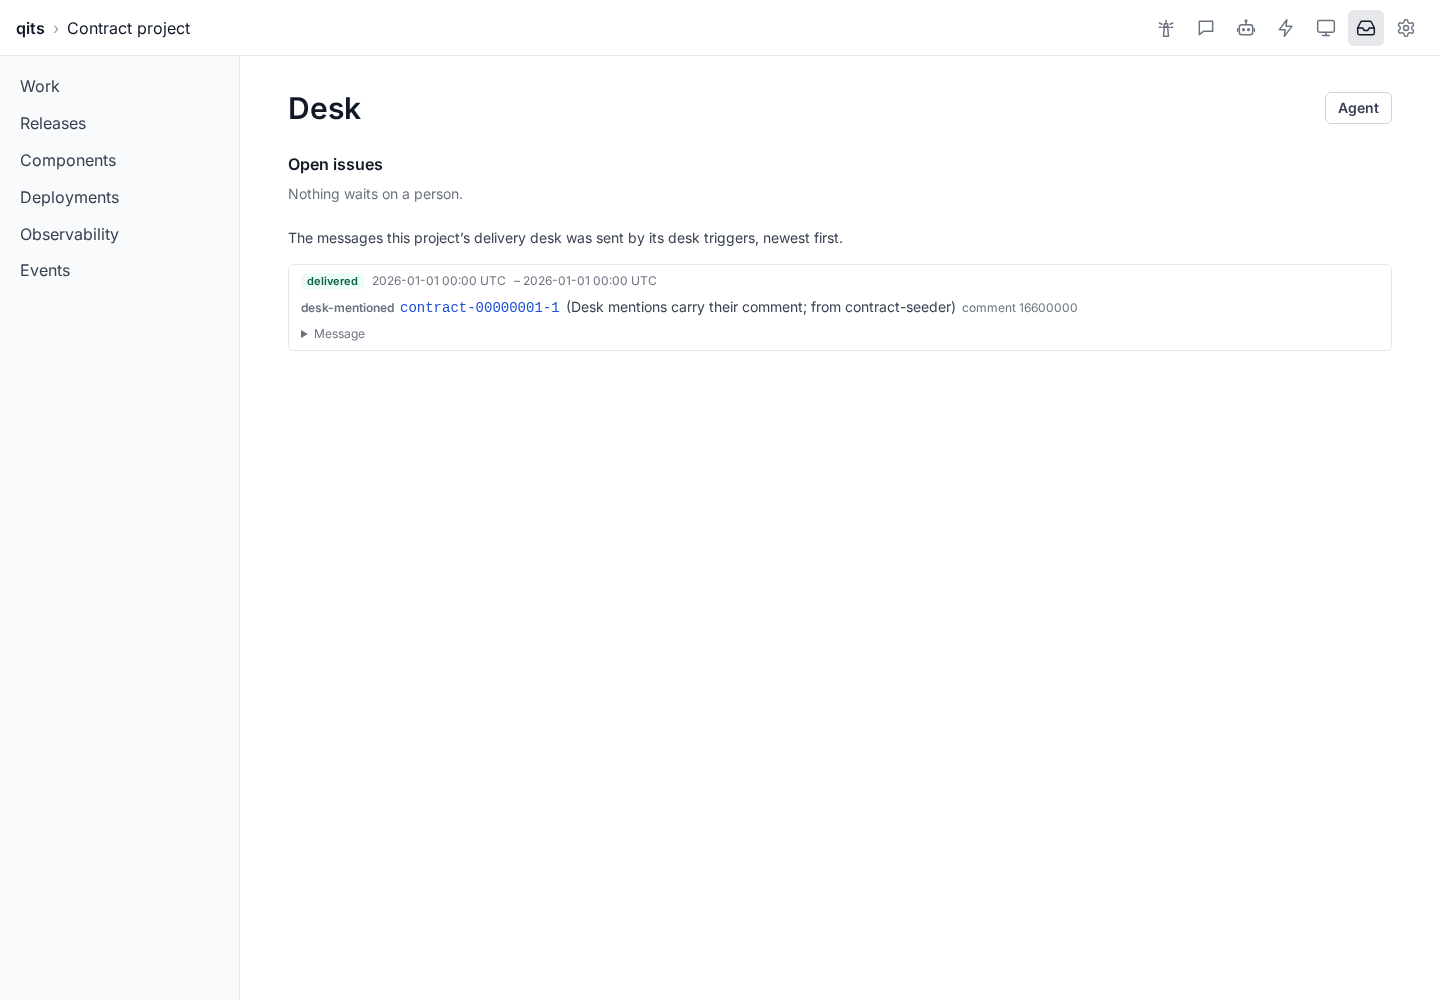 qits › Contract project
Work
Releases
Components
Deployments
Observability
Events
Desk
Agent
Open issues
Nothing waits on a person.
The messages this project’s delivery desk was sent by its desk triggers, newest first.
delivered 2026-01-01 00:00 UTC – 2026-01-01 00:00 UTC
desk-mentioned contract-00000001-1 (Desk mentions carry their comment; from contract-seeder) comment 16600000
Message